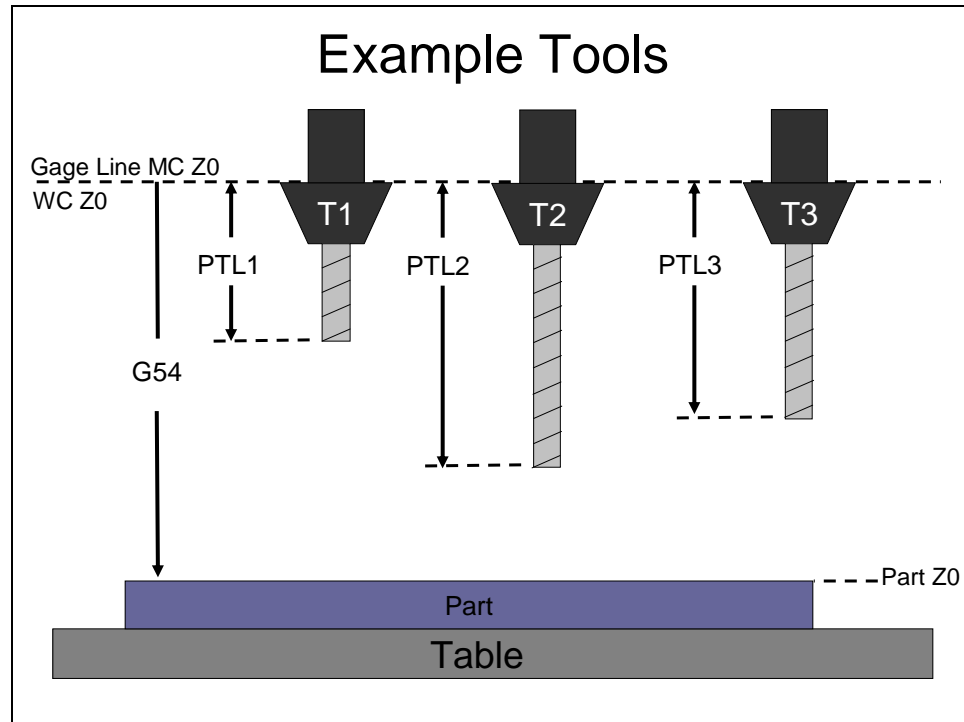 Example Tools
Gage Line MC Z0
WC Z0
T1
T2
T3
PTL1
PTL2
PTL3
G54
Part Z0
Part
Table